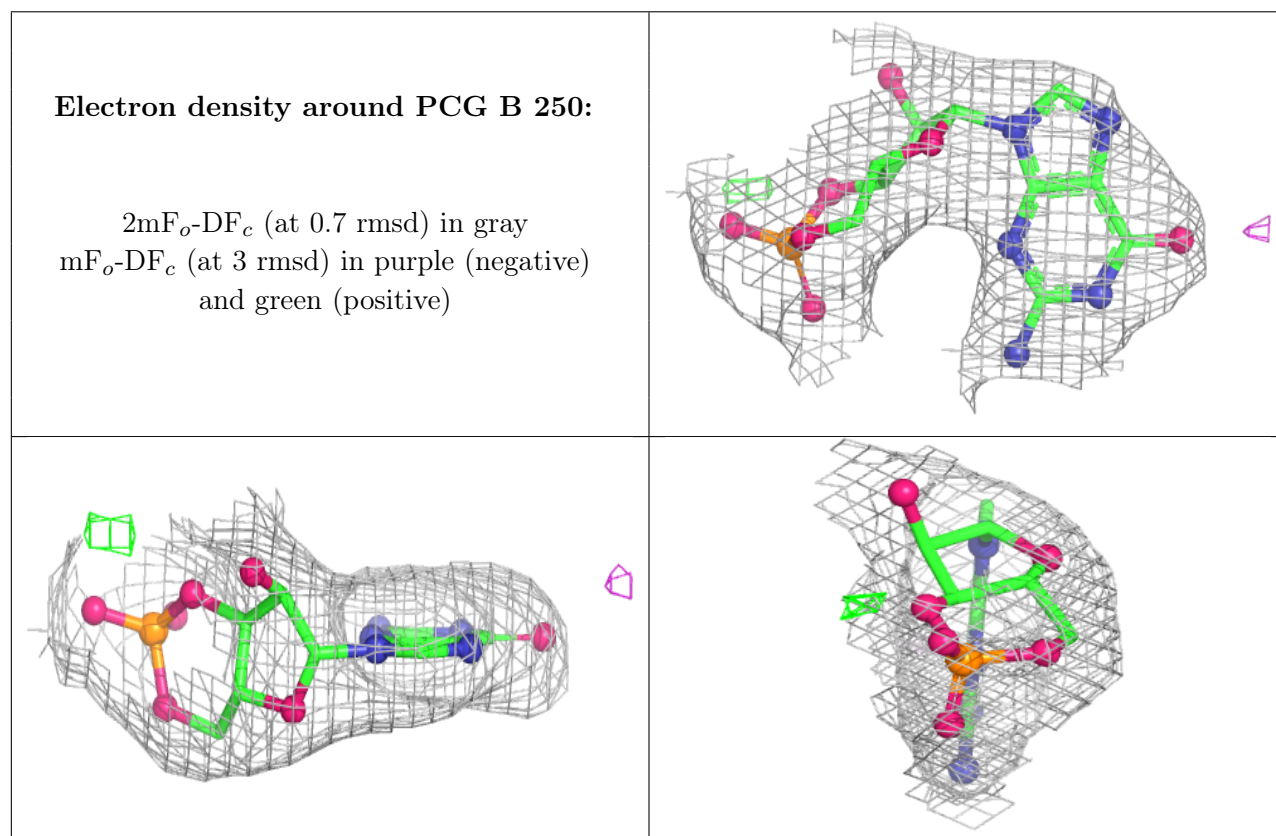 Electron density around PCG B 250:
2mFo-DFc (at 0.7 rmsd) in gray
mFo-DFc (at 3 rmsd) in purple (negative)
and green (positive)